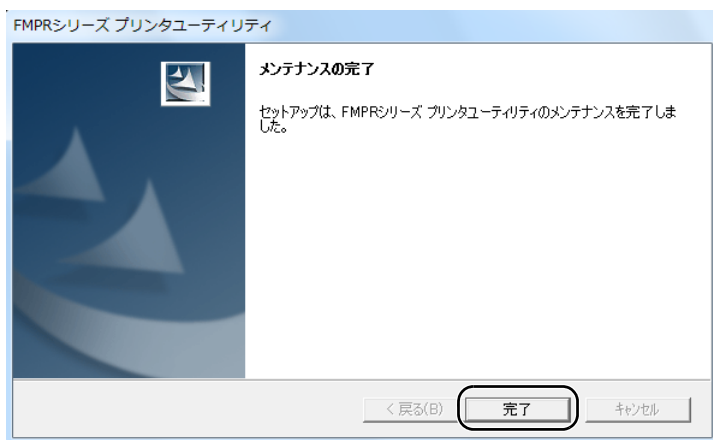 FMPRシリーズ プリンタユーティリティ
メンテナンスの完了
セットアップは、FMPRシリーズ プリンタユーティリティのメンテナンスを完了しま
した。
< 戻る(B)
完了
キャンセル